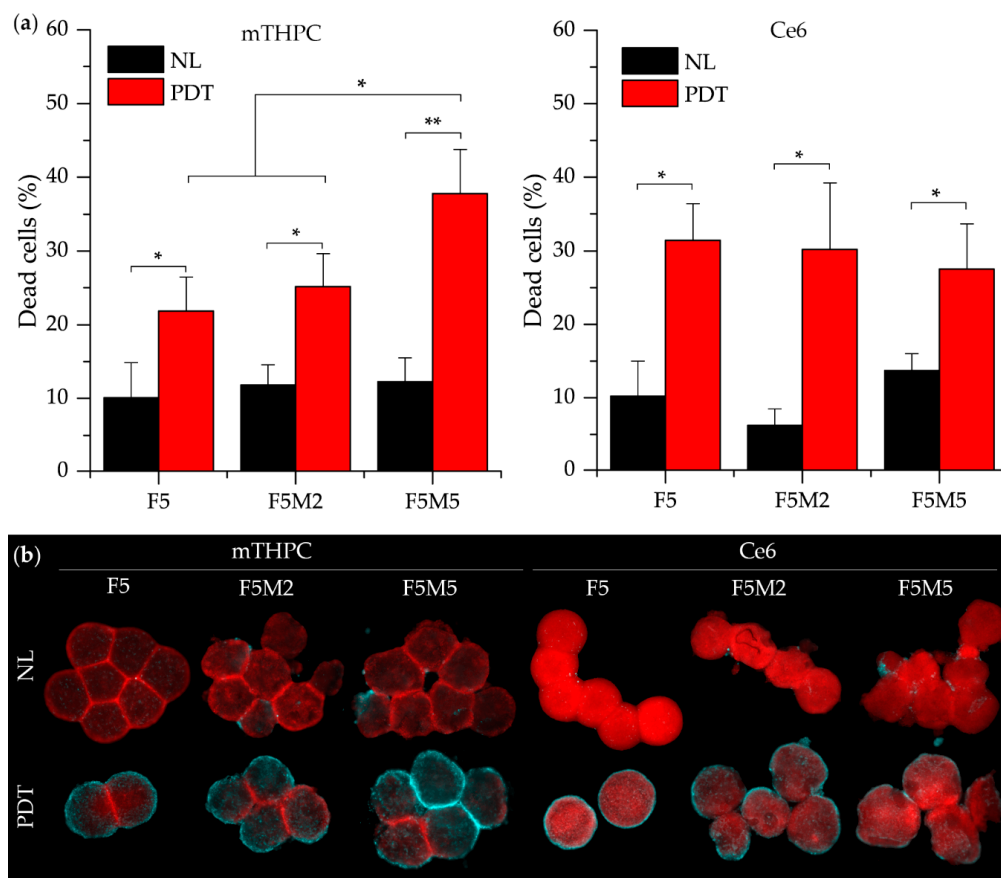 (a)
mTHPC
NL
PDT
Dead cells (%)
60
50
40
30
20
10
0
*
*
*
**
F5
F5M2
F5M5
Ce6
NL
PDT
Dead cells (%)
60
50
40
30
20
10
0
*
*
*
F5
F5M2
F5M5
(b)
mTHPC
Ce6
F5
F5M2
F5M5
F5
F5M2
F5M5
NL
PDT